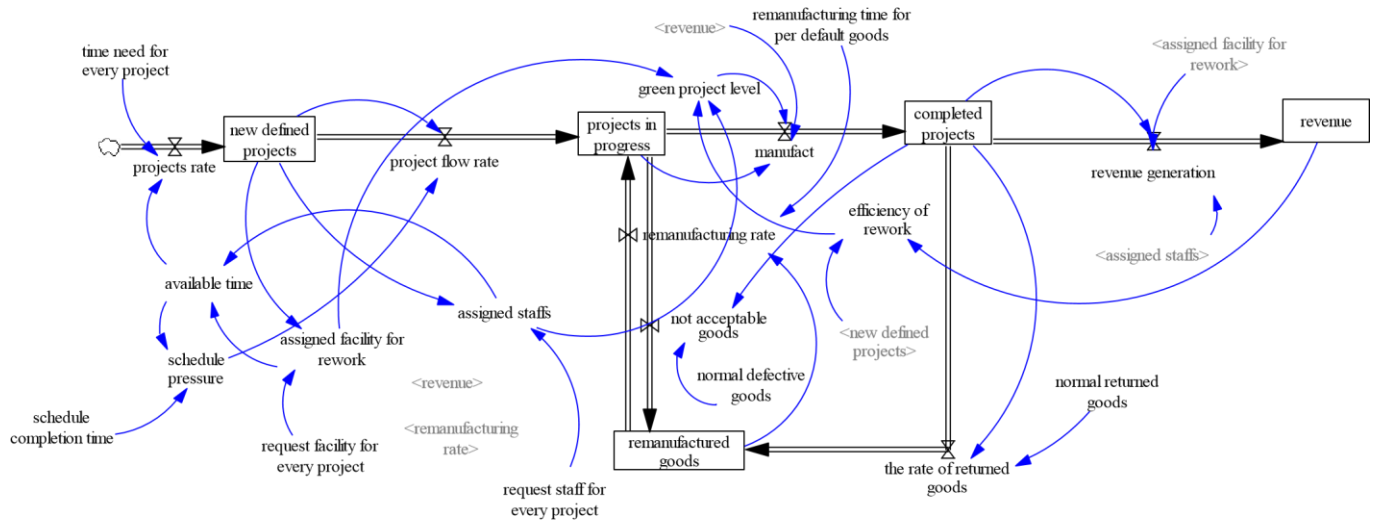 remanufacturing time for
per default goods
<revenue>
<assigned facility for
rework>
time need for
every project
green project level
new defined
projects
projects in
progress
completed
projects
revenue
projects rate
project flow rate
manufact
revenue generation
efficiency of
rework
remanufacturing rate
<assigned staffs>
available time
assigned staffs
not acceptable
goods
<new defined
projects>
assigned facility for
rework
schedule
pressure
<revenue>
normal defective
goods
normal returned
goods
schedule
completion time
<remanufacturing
rate>
request facility for
every project
remanufactured
goods
the rate of returned
goods
request staff for
every project